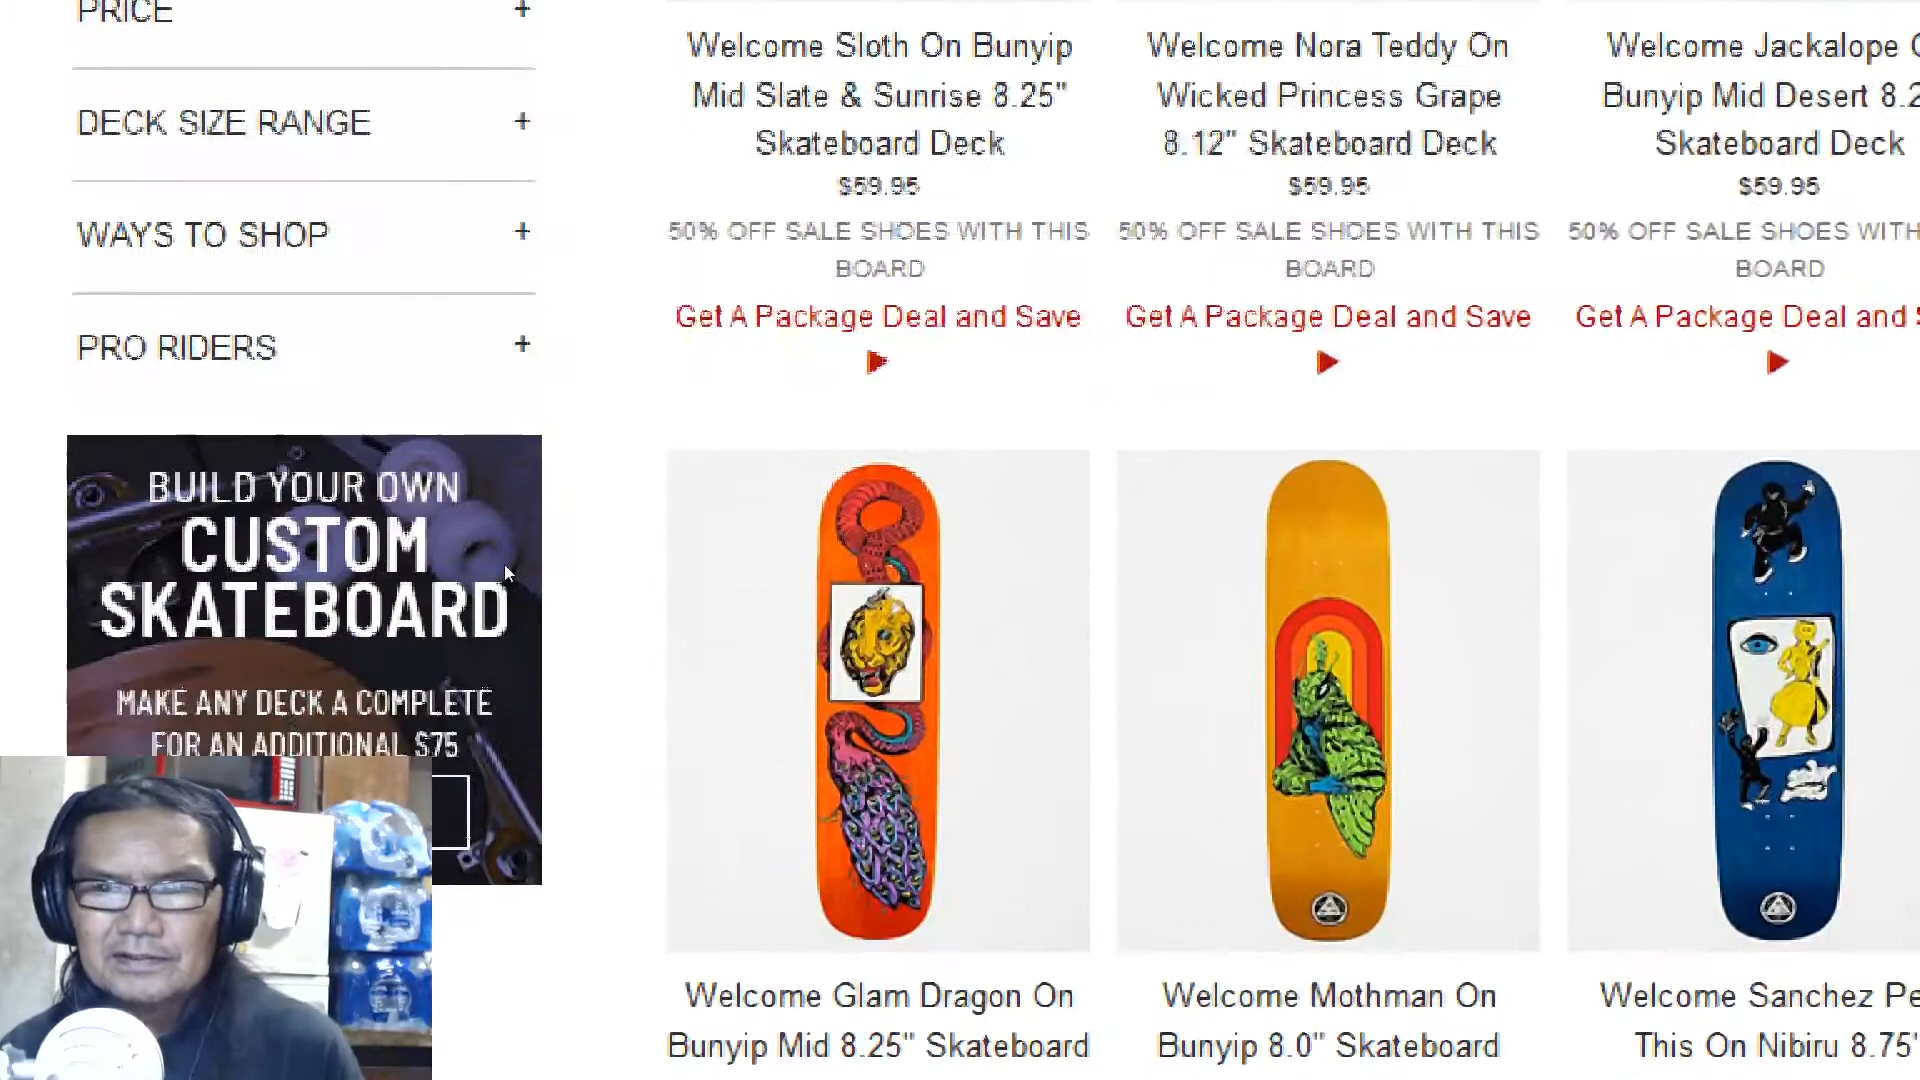 PRICE +
DECK SIZE RANGE +
WAYS TO SHOP +
PRO RIDERS +
BUILD YOUR OWN
CUSTOM
SKATEBOARD
MAKE ANY DECK A COMPLETE
FOR AN ADDITIONAL $75
Welcome Sloth On Bunyip
Mid Slate & Sunrise 8.25"
Skateboard Deck
$59.95
50% OFF SALE SHOES WITH THIS
BOARD
Get A Package Deal and Save
Welcome Nora Teddy On
Wicked Princess Grape
8.12" Skateboard Deck
$59.95
50% OFF SALE SHOES WITH THIS
BOARD
Get A Package Deal and Save
Welcome Jackalope
Bunyip Mid Desert 8.2
Skateboard Deck
$59.95
50% OFF SALE SHOES WITH
BOARD
Get A Package Deal and
Welcome Glam Dragon On
Bunyip Mid 8.25" Skateboard
Welcome Mothman On
Bunyip 8.0" Skateboard
Welcome Sanchez
This On Nibiru 8.75"